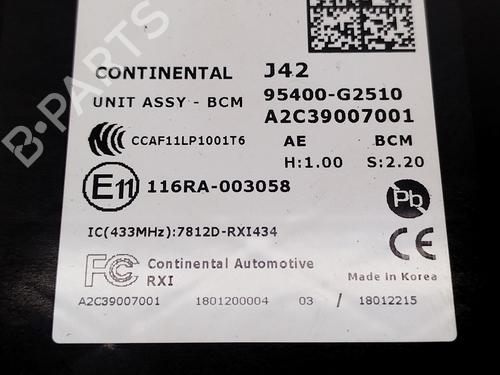 CONTINENTAL J42
UNIT ASSY - BCM 95400-G2510
A2C39007001
CCAF11LP1001T6 AE BCM
H:1.00 S:2.20
E11 116RA-003058 Pb
IC(433MHz):7812D-RXI434
CE
FC Continental Automotive
RXI Made in Korea
A2C39007001 1801200004 03 / 18012215
B-PARTS